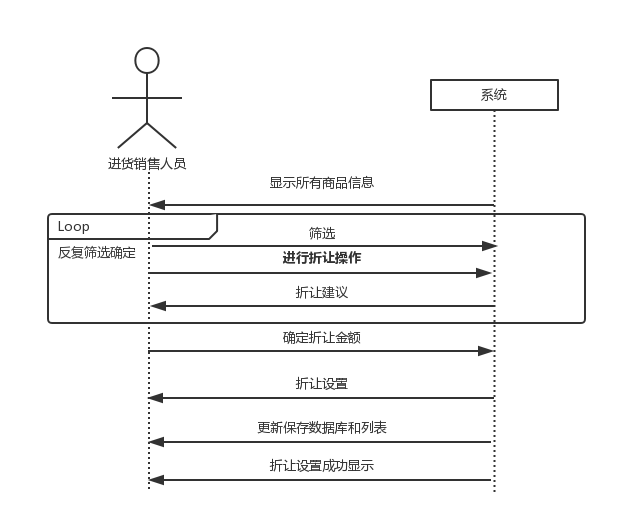 系统
进货销售人员
显示所有商品信息
Loop
筛选
反复筛选确定
进行折让操作
折让建议
确定折让金额
折让设置
更新保存数据库和列表
折让设置成功显示